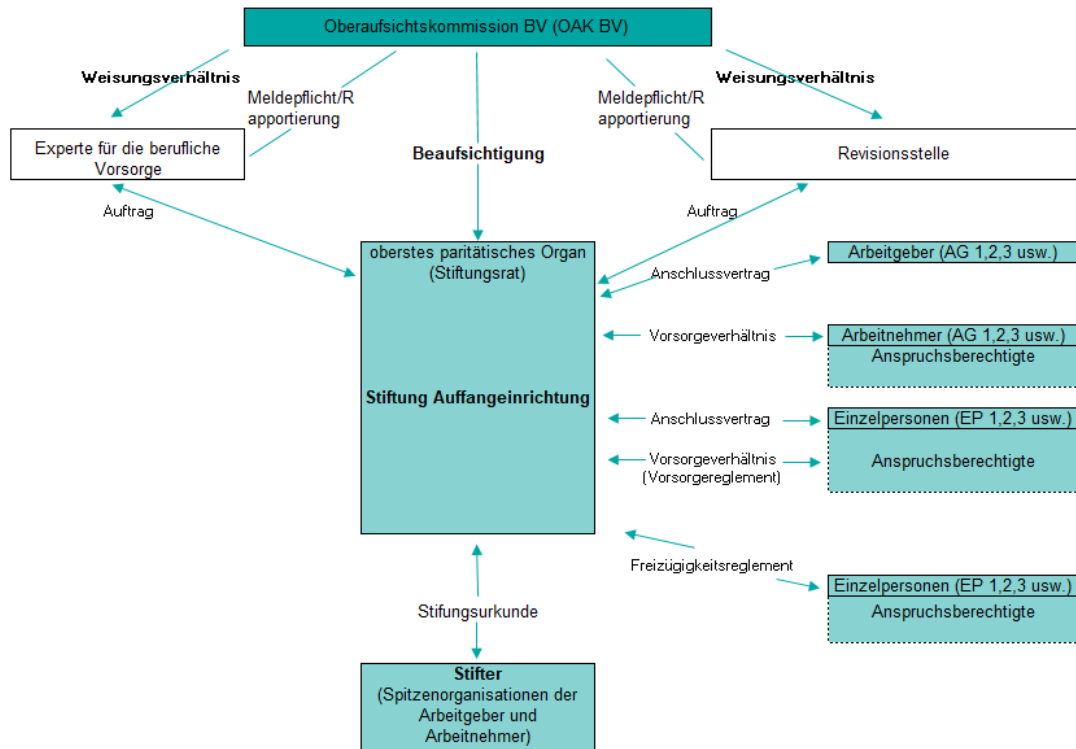 Oberaufsichtskommission BV (OAK BV)
Weisungsverhältnis
Weisungsverhältnis
Meldepflicht/R
apportierung
Meldepflicht/R
apportierung
Experte für die berufliche
Vorsorge
Beaufsichtigung
Revisionsstelle
Auftrag
Auftrag
oberstes paritätisches Organ
(Stiftungsrat)
Arbeitgeber (AG 1,2,3 usw.)
Anschlussvertrag
Vorsorgeverhältnis
Arbeitnehmer (AG 1,2,3 usw.)
Anspruchsberechtigte
Stiftung Auffangeinrichtung
Anschlussvertrag
Einzelpersonen (EP 1,2,3 usw.)
Vorsorgeverhältnis
(Vorsorgereglement)
Anspruchsberechtigte
Freizügigkeitsreglement
Einzelpersonen (EP 1,2,3 usw.)
Anspruchsberechtigte
Stifungsurkunde
Stifter
(Spitzenorganisationen der
Arbeitgeber und
Arbeitnehmer)